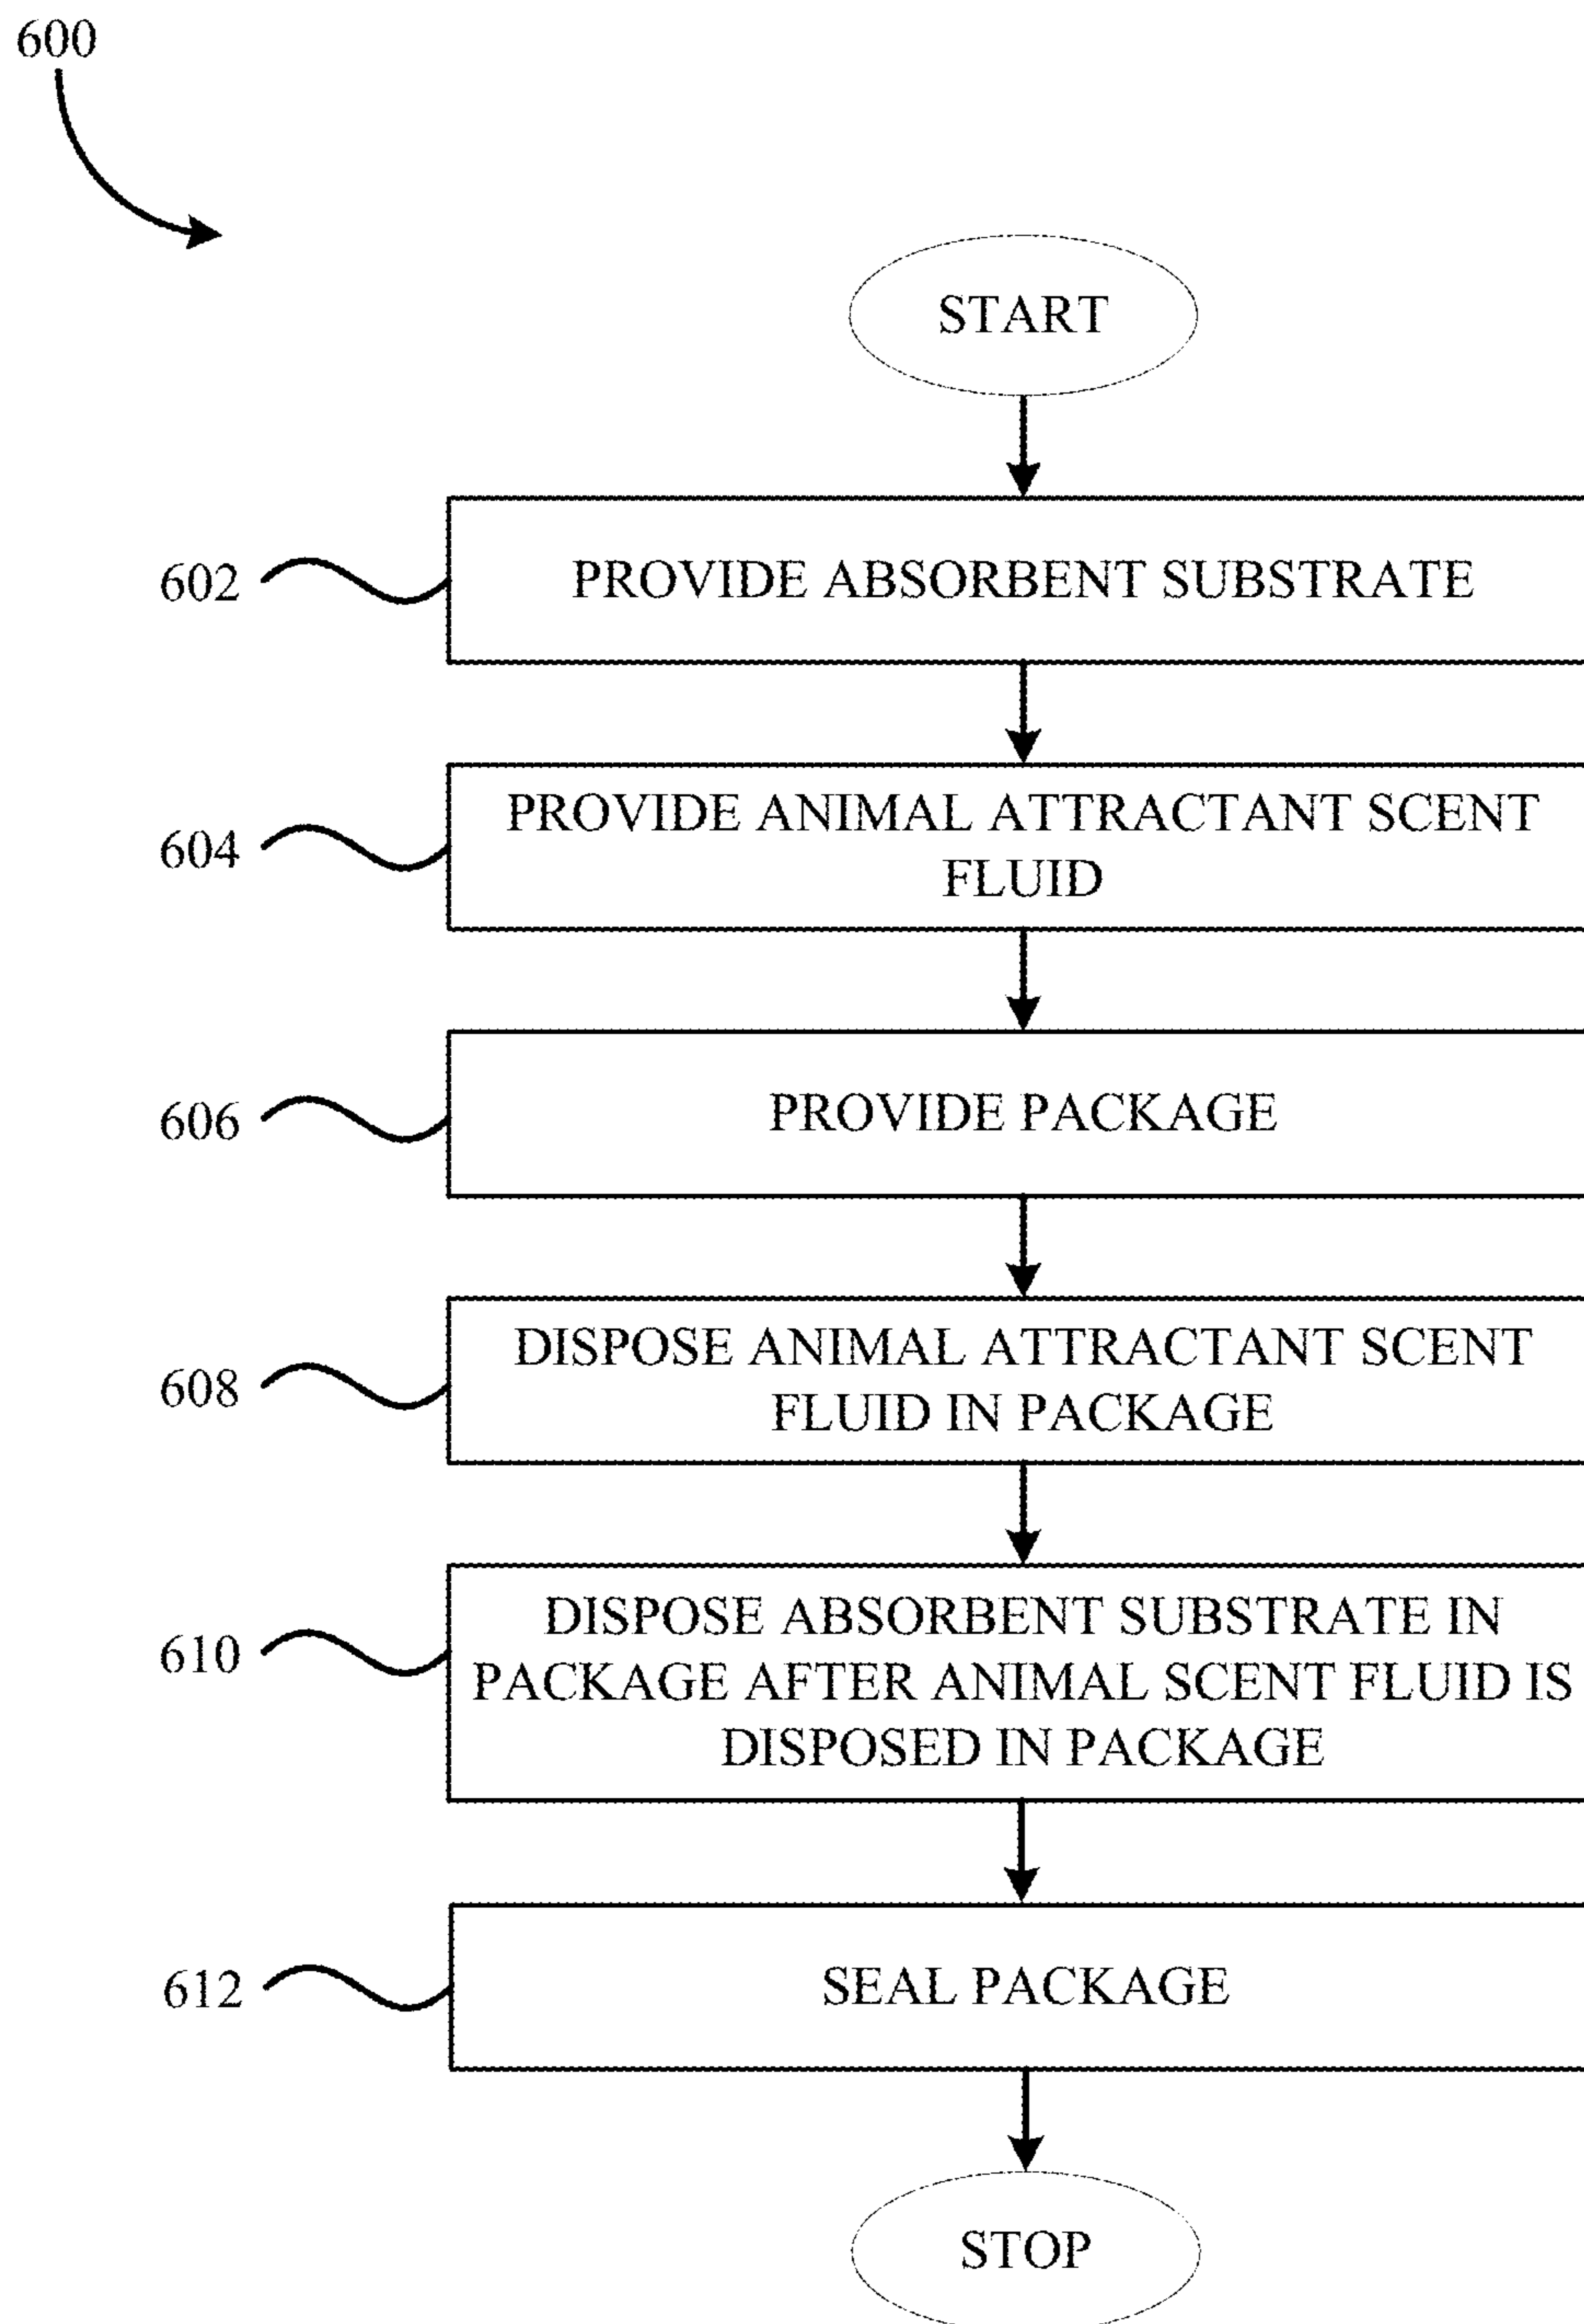 600
START
602
PROVIDE ABSORBENT SUBSTRATE
604
PROVIDE ANIMAL ATTRACTANT SCENT
FLUID
606
PROVIDE PACKAGE
608
DISPOSE ANIMAL ATTRACTANT SCENT
FLUID IN PACKAGE
610
DISPOSE ABSORBENT SUBSTRATE IN
PACKAGE AFTER ANIMAL SCENT FLUID IS
DISPOSED IN PACKAGE
612
SEAL PACKAGE
STOP